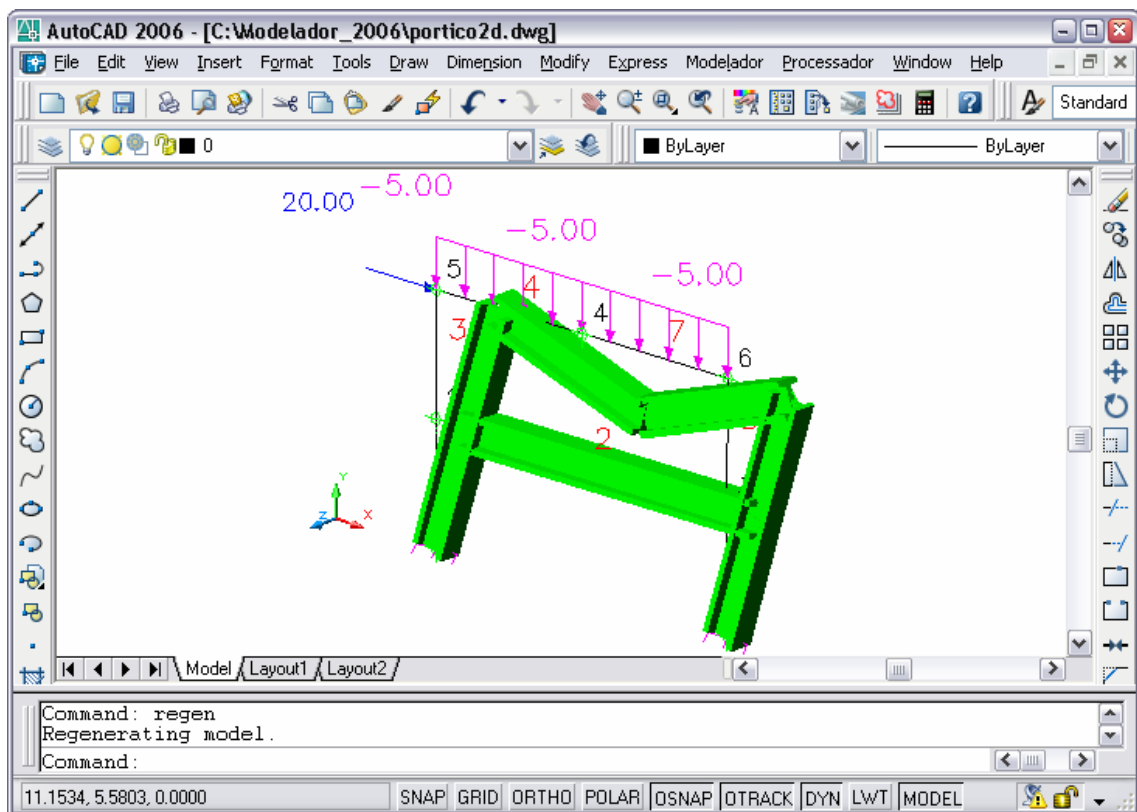 AutoCAD 2006 - [C:\Modelador_2006\portico2d.dwg]
File Edit View Insert Format Tools Draw Dimension Modify Express Modelador Processador Window Help
Standard
0 ByLayer ByLayer
-5.00
20.00
-5.00
-5.00
5
4
4
3
7
6
2
Z Y X
Model Layout1 Layout2
Command: regen
Regenerating model.
Command:
11.1534, 5.5803, 0.0000 SNAP GRID ORTHO POLAR OSNAP OTRACK DYN LWT MODEL